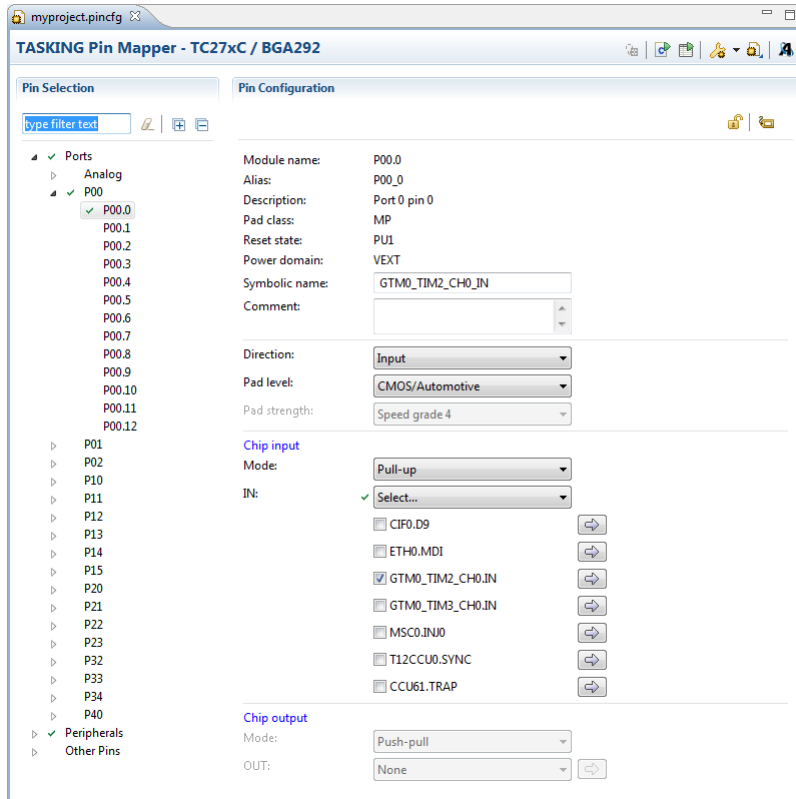 myproject.pincfg
TASKING Pin Mapper - TC27xC / BGA292
Pin Selection
type filter text
Ports
Analog
P00
P00.0
P00.1
P00.2
P00.3
P00.4
P00.5
P00.6
P00.7
P00.8
P00.9
P00.10
P00.11
P00.12
P01
P02
P10
P11
P12
P13
P14
P15
P20
P21
P22
P23
P32
P33
P34
P40
Peripherals
Other Pins
Pin Configuration
Module name: P00.0
Alias: P00_0
Description: Port 0 pin 0
Pad class: MP
Reset state: PU1
Power domain: VEXT
Symbolic name: GTM0_TIM2_CH0_IN
Comment:
Direction: Input
Pad level: CMOS/Automotive
Pad strength: Speed grade 4
Chip input
Mode: Pull-up
IN: Select...
CIF0.D9
ETH0.MDI
GTM0_TIM2_CH0.IN
GTM0_TIM3_CH0.IN
MSC0.INJ0
T12CCU0.SYNC
CCU61.TRAP
Chip output
Mode: Push-pull
OUT: None